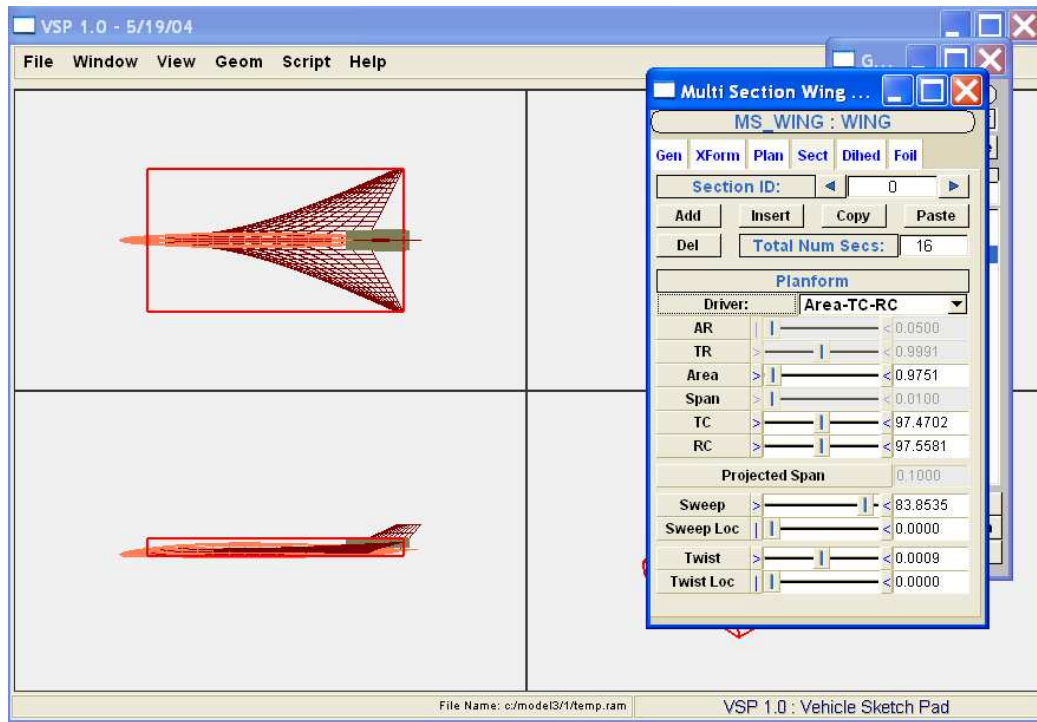 VSP 1.0 - 5/19/04
File Window View Geom Script Help
G...
Multi Section Wing ...
MS_WING : WING
Gen XForm Plan Sect Dihed Foil
Section ID: 0
Add Insert Copy Paste
Del Total Num Secs: 16
Planform
Driver: Area-TC-RC
AR 0.0500
TR 0.9991
Area 0.9751
Span 0.0100
TC 97.4702
RC 97.5581
Projected Span 0.1000
Sweep 83.8535
Sweep Loc 0.0000
Twist 0.0009
Twist Loc 0.0000
File Name: c:/model3/1/temp.ram
VSP 1.0 : Vehicle Sketch Pad